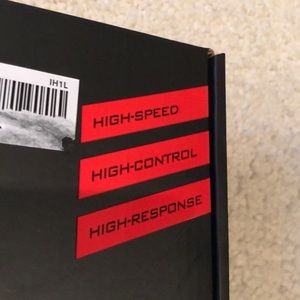 IH1L
HIGH-SPEED
HIGH-CONTROL
HIGH-RESPONSE